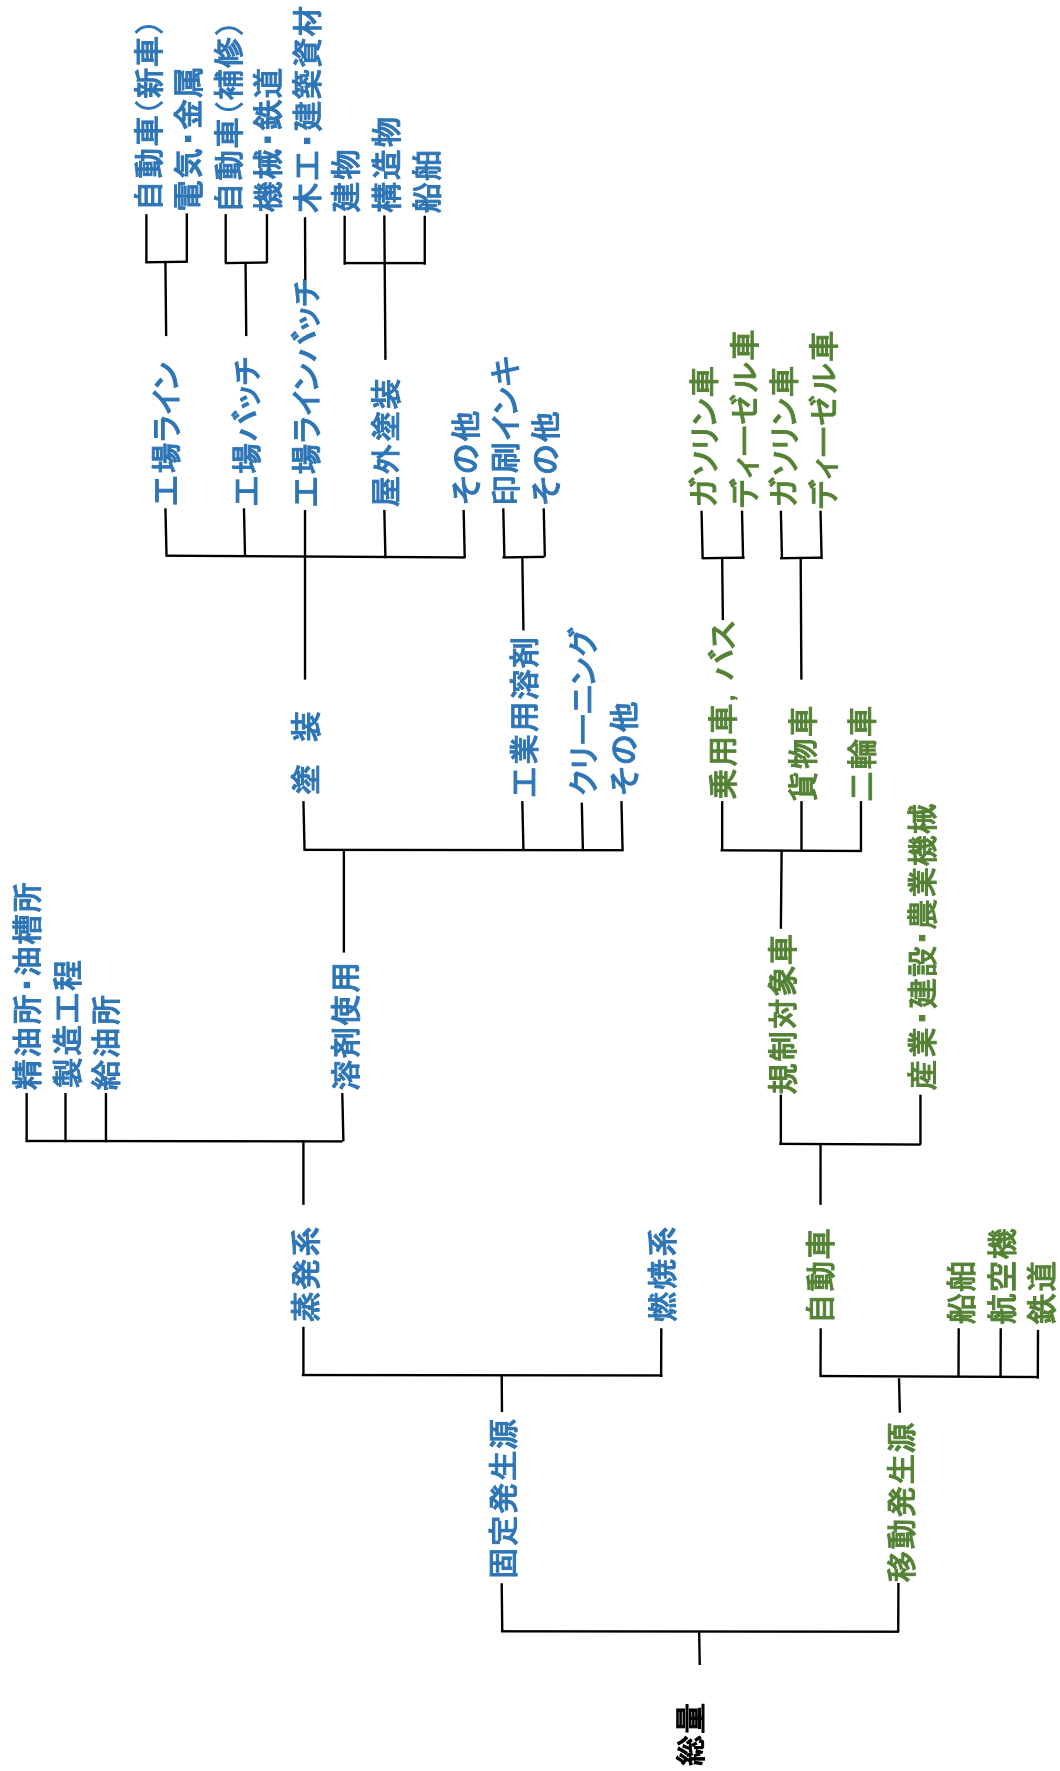 総量
固定発生源
蒸発系
精油所・油槽所
製造工程
給油所
溶剤使用
塗　装
工場ライン
自動車(新車)
電気・金属
工場バッチ
自動車(補修)
機械・鉄道
工場ラインバッチ
木工・建築資材
屋外塗装
建物
構造物
船舶
その他
工業用溶剤
印刷インキ
その他
クリーニング
その他
燃焼系
移動発生源
自動車
規制対象車
乗用車，バス
ガソリン車
ディーゼル車
貨物車
ガソリン車
ディーゼル車
二輪車
産業・建設・農業機械
船舶
航空機
鉄道